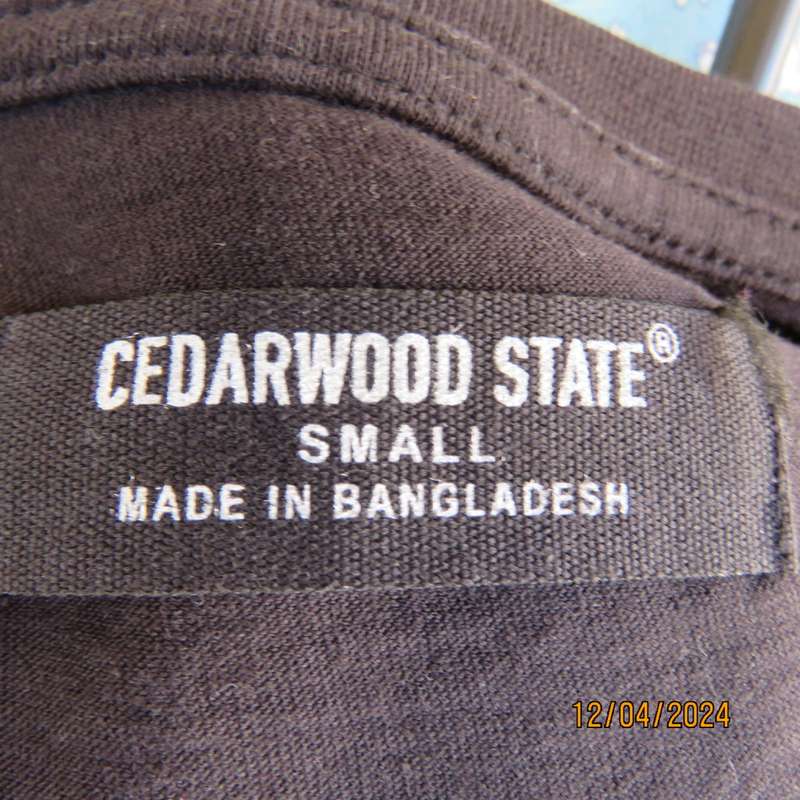 CEDARWOOD STATE®
SMALL
MADE IN BANGLADESH
12/04/2024